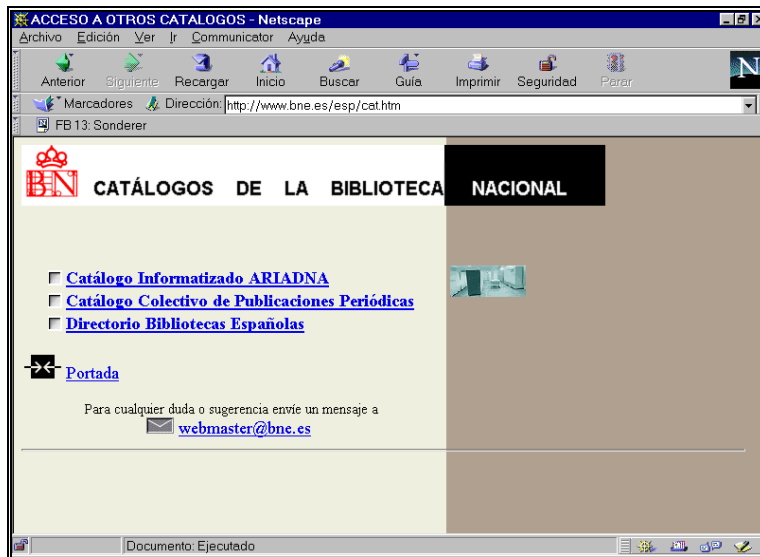 ACCESO A OTROS CATALOGOS - Netscape
Archivo Edición Ver Ir Communicator Ayuda
Anterior Siguiente Recargar Inicio Buscar Guía Imprimir Seguridad Parar
N
Marcadores Dirección: http://www.bne.es/esp/cat.htm
FB 13: Sonderer
BN CATÁLOGOS DE LA BIBLIOTECA NACIONAL
Catálogo Informatizado ARIADNA
Catálogo Colectivo de Publicaciones Periódicas
Directorio Bibliotecas Españolas
Portada
Para cualquier duda o sugerencia envíe un mensaje a
webmaster@bne.es
Documento: Ejecutado